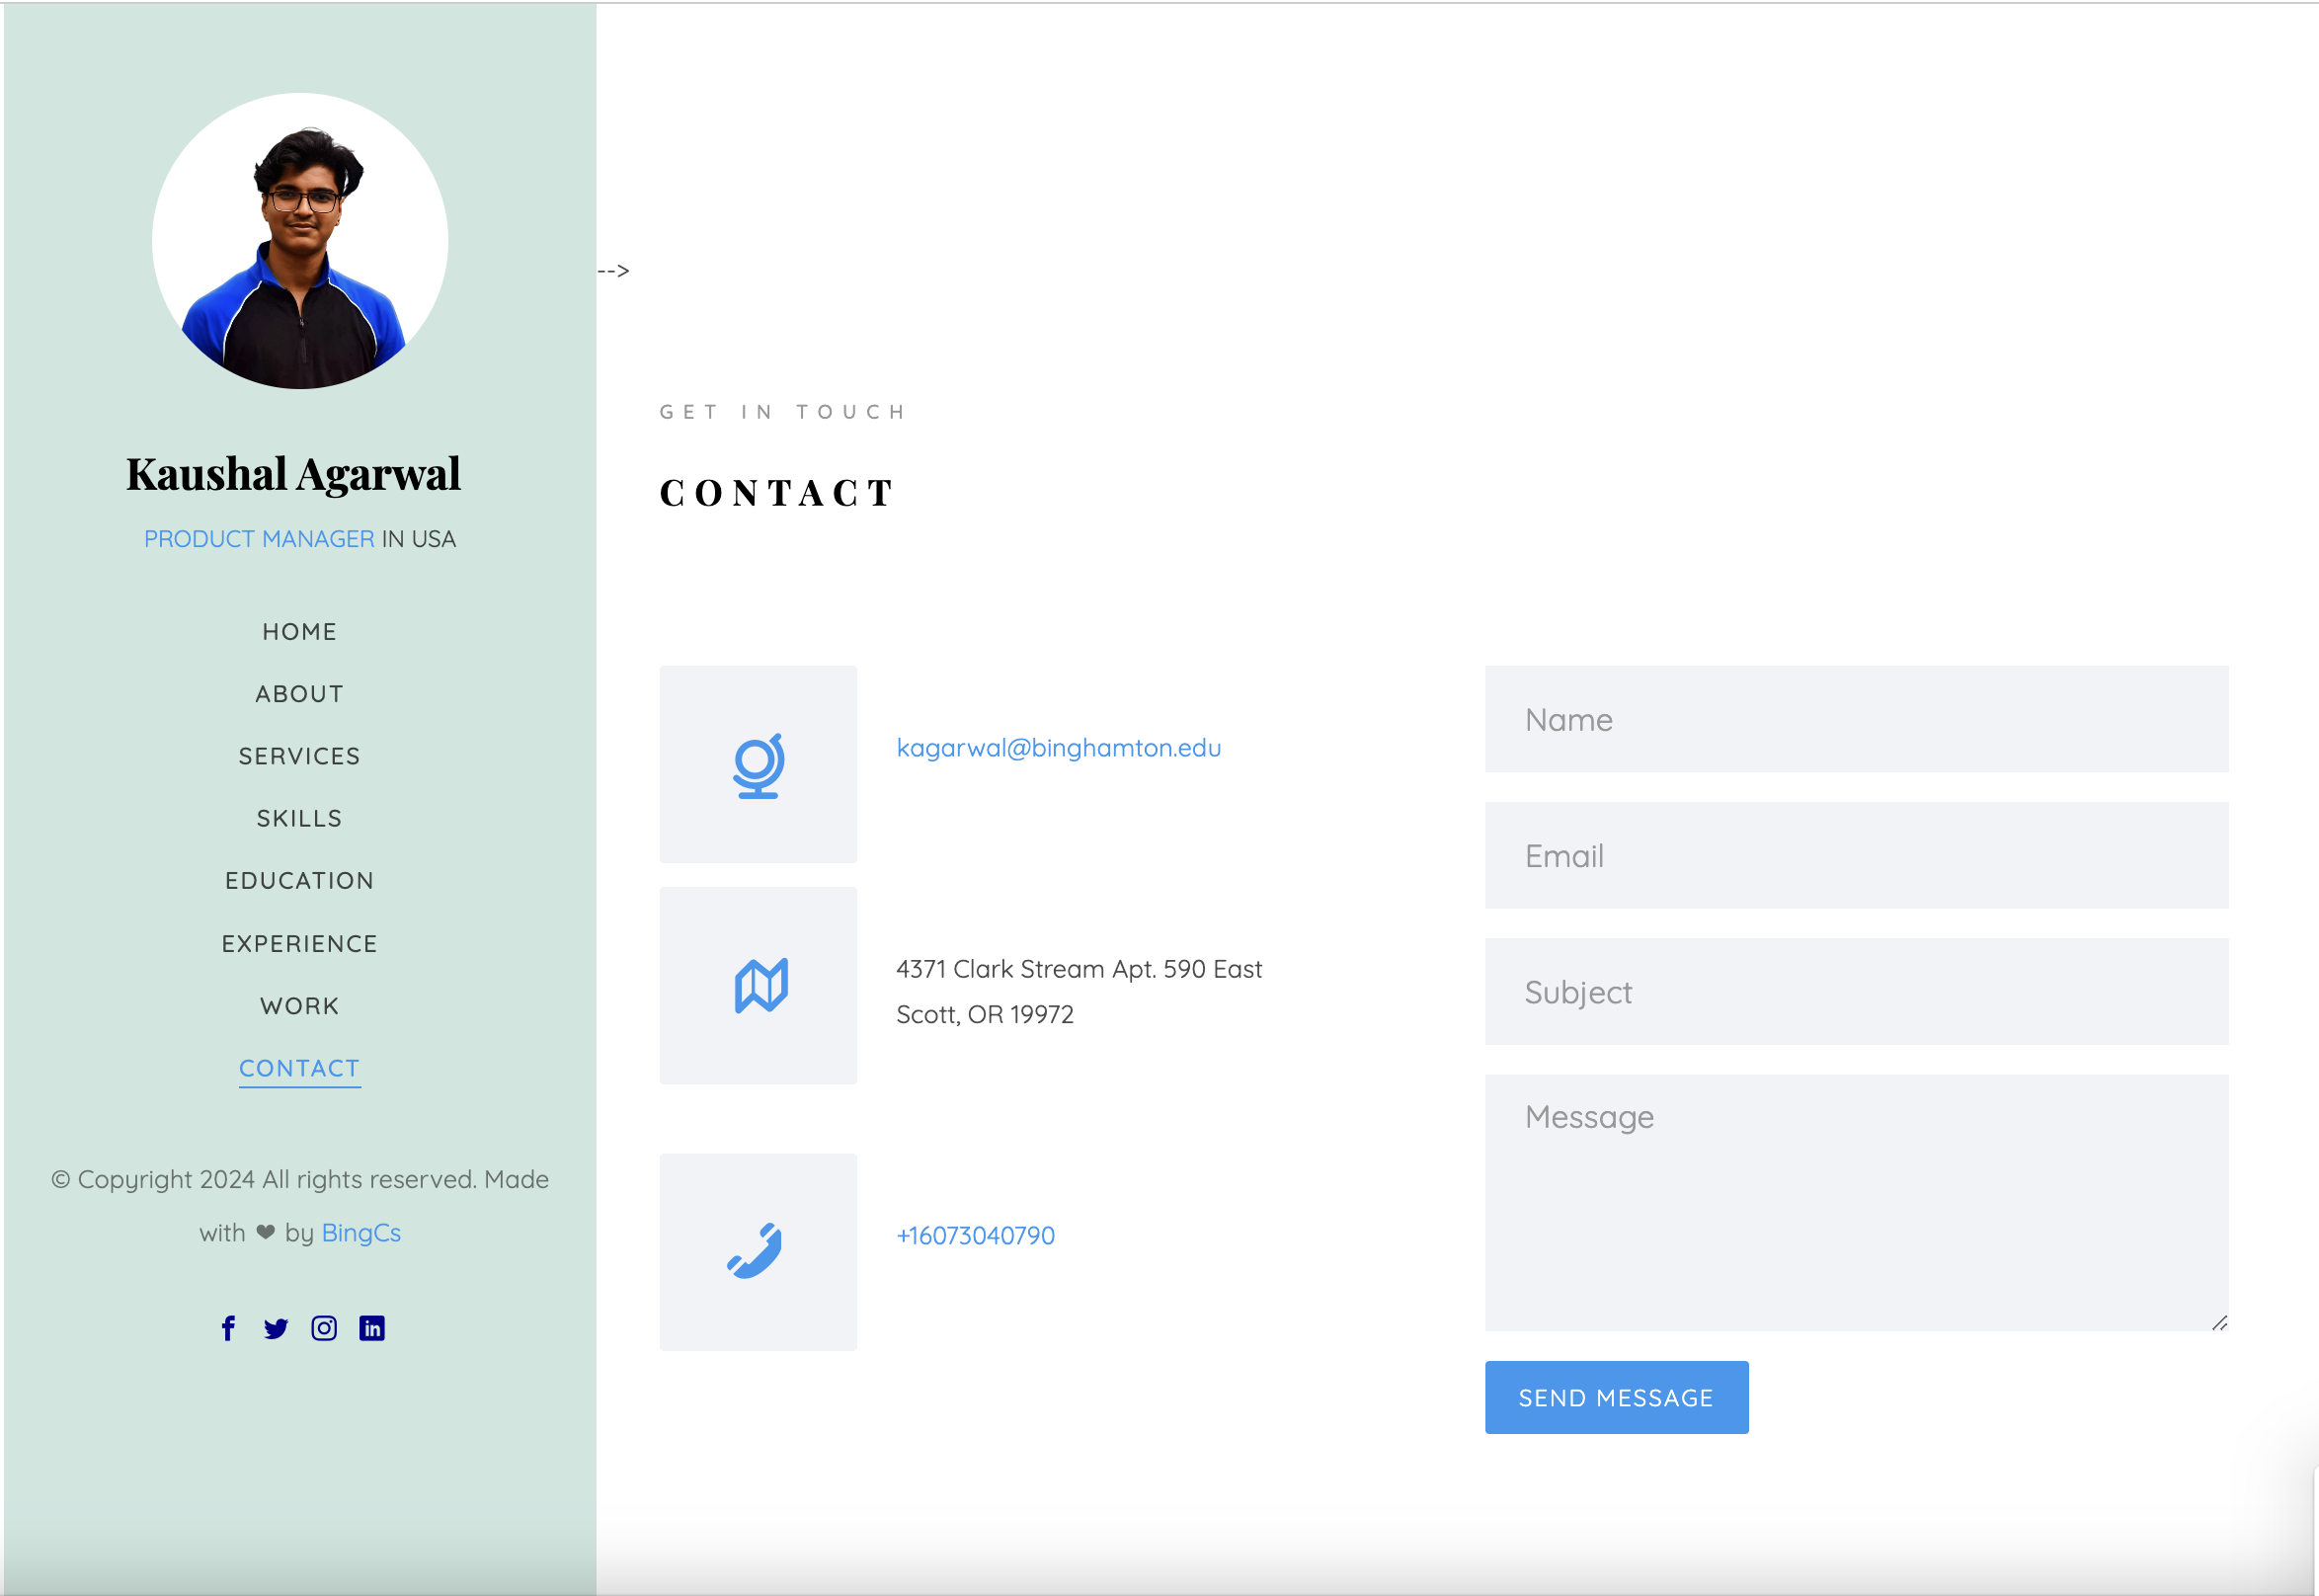 Kaushal Agarwal
PRODUCT MANAGER IN USA
HOME
ABOUT
SERVICES
SKILLS
EDUCATION
EXPERIENCE
WORK
CONTACT
© Copyright 2024 All rights reserved. Made
with ❤ by BingCs
-->
GET IN TOUCH
CONTACT
kagarwal@binghamton.edu
4371 Clark Stream Apt. 590 East
Scott, OR 19972
+16073040790
Name
Email
Subject
Message
SEND MESSAGE